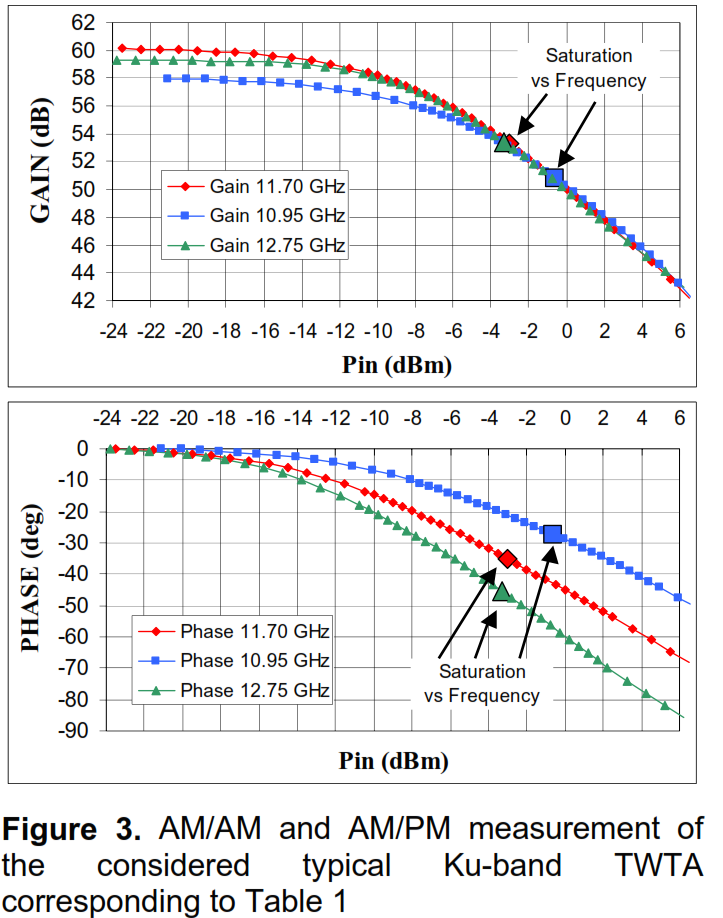 62
60
58
56
54
52
50
48
46
44
42
GAIN (dB)
Saturation
vs Frequency
Gain 11.70 GHz
Gain 10.95 GHz
Gain 12.75 GHz
-24 -22 -20 -18 -16 -14 -12 -10 -8 -6 -4 -2 0 2 4 6
Pin (dBm)
-24 -22 -20 -18 -16 -14 -12 -10 -8 -6 -4 -2 0 2 4 6
0
-10
-20
-30
-40
-50
-60
-70
-80
-90
PHASE (deg)
Phase 11.70 GHz
Phase 10.95 GHz
Phase 12.75 GHz
Saturation
vs Frequency
Pin (dBm)
Figure 3. AM/AM and AM/PM measurement of
the considered typical Ku-band TWTA
corresponding to Table 1